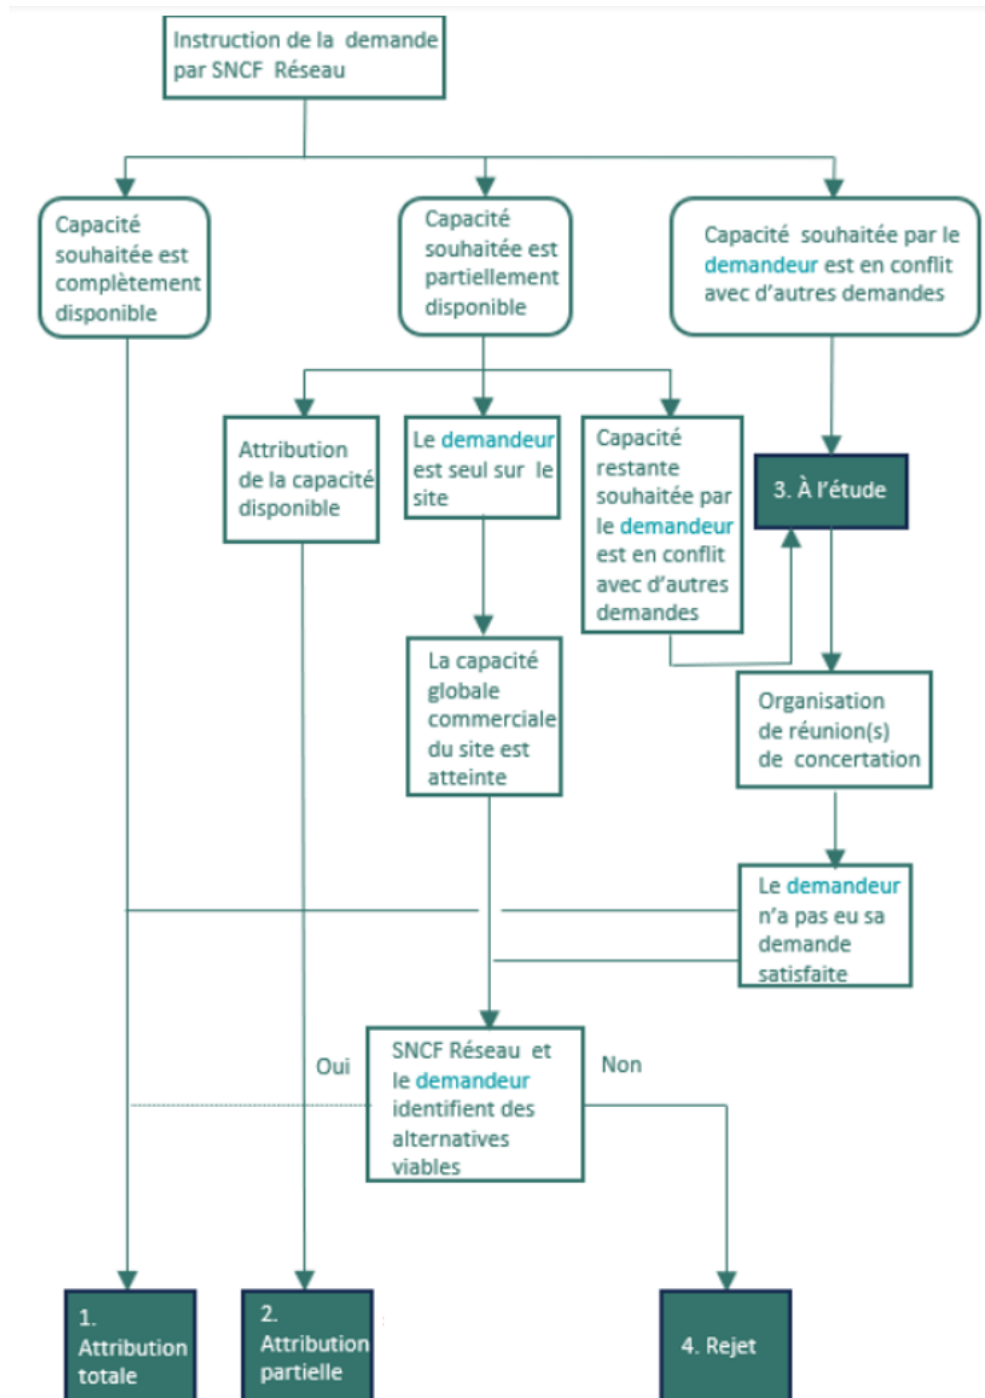 Instruction de la demande
par SNCF Réseau
Capacité
souhaitée est
complètement
disponible
Capacité
souhaitée est
partiellement
disponible
Capacité souhaitée par le
demandeur est en conflit
avec d'autres demandes
Attribution
de la capacité
disponible
Le demandeur
est seul sur le
site
Capacité
restante
souhaitée par
le demandeur
est en conflit
avec d'autres
demandes
3. À l'étude
La capacité
globale
commerciale
du site est
atteinte
Organisation
de réunion(s)
de concertation
Le demandeur
n'a pas eu sa
demande
satisfaite
Oui
SNCF Réseau et
le demandeur
identifient des
alternatives
viables
Non
1.
Attribution
totale
2.
Attribution
partielle
4. Rejet